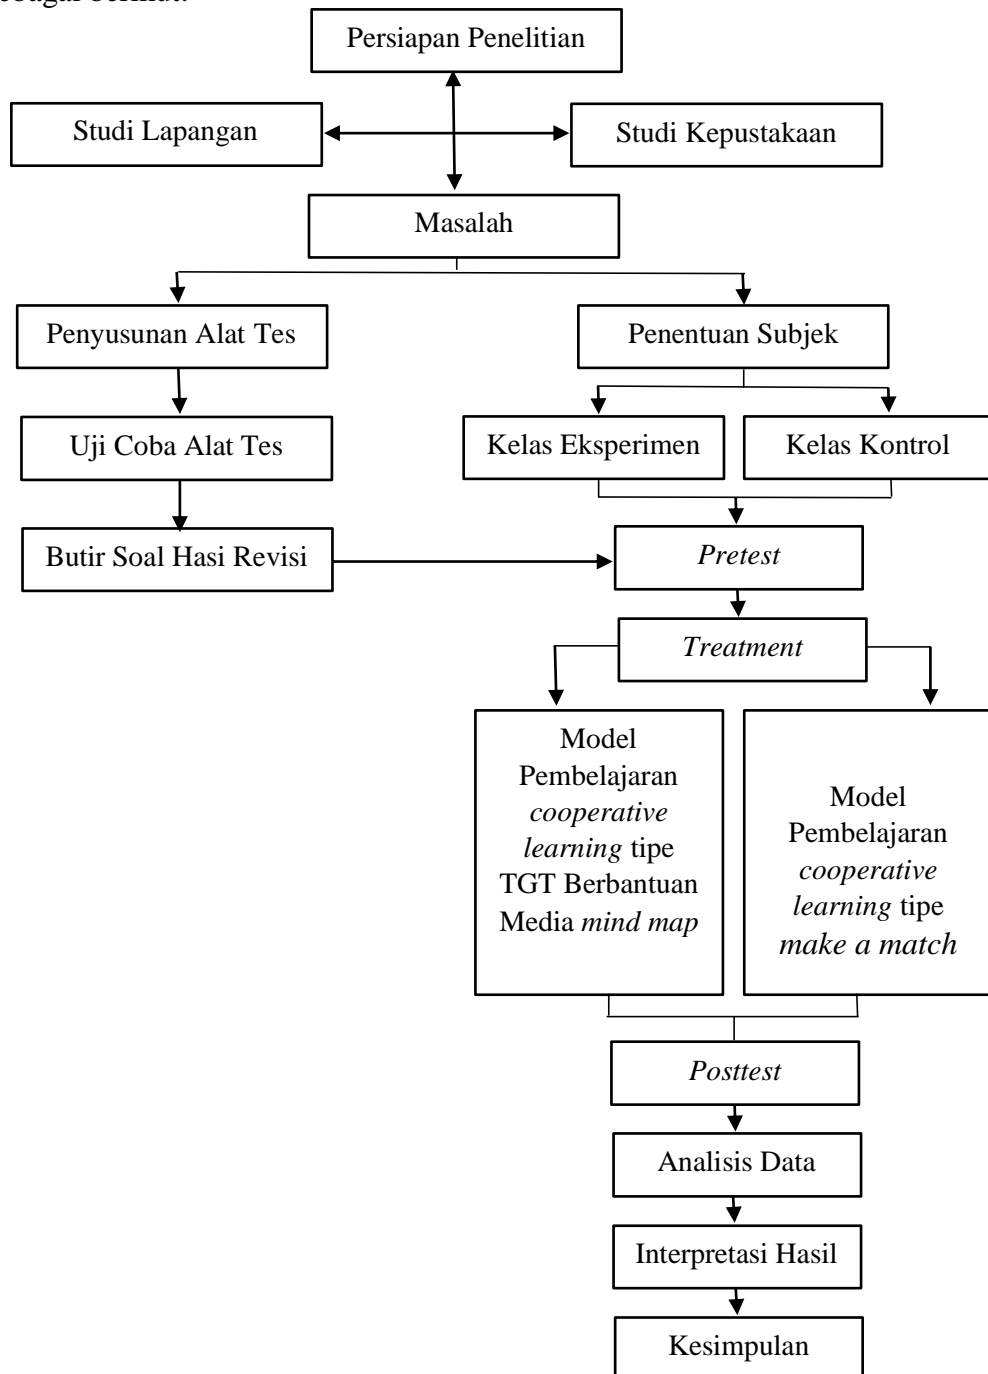 Persiapan Penelitian
Studi Lapangan
Studi Kepustakaan
Masalah
Penyusunan Alat Tes
Penentuan Subjek
Uji Coba Alat Tes
Kelas Eksperimen
Kelas Kontrol
Butir Soal Hasi Revisi
Pretest
Treatment
Model
Pembelajaran
cooperative
learning tipe
TGT Berbantuan
Media mind map
Model
Pembelajaran
cooperative
learning tipe
make a match
Posttest
Analisis Data
Interpretasi Hasil
Kesimpulan